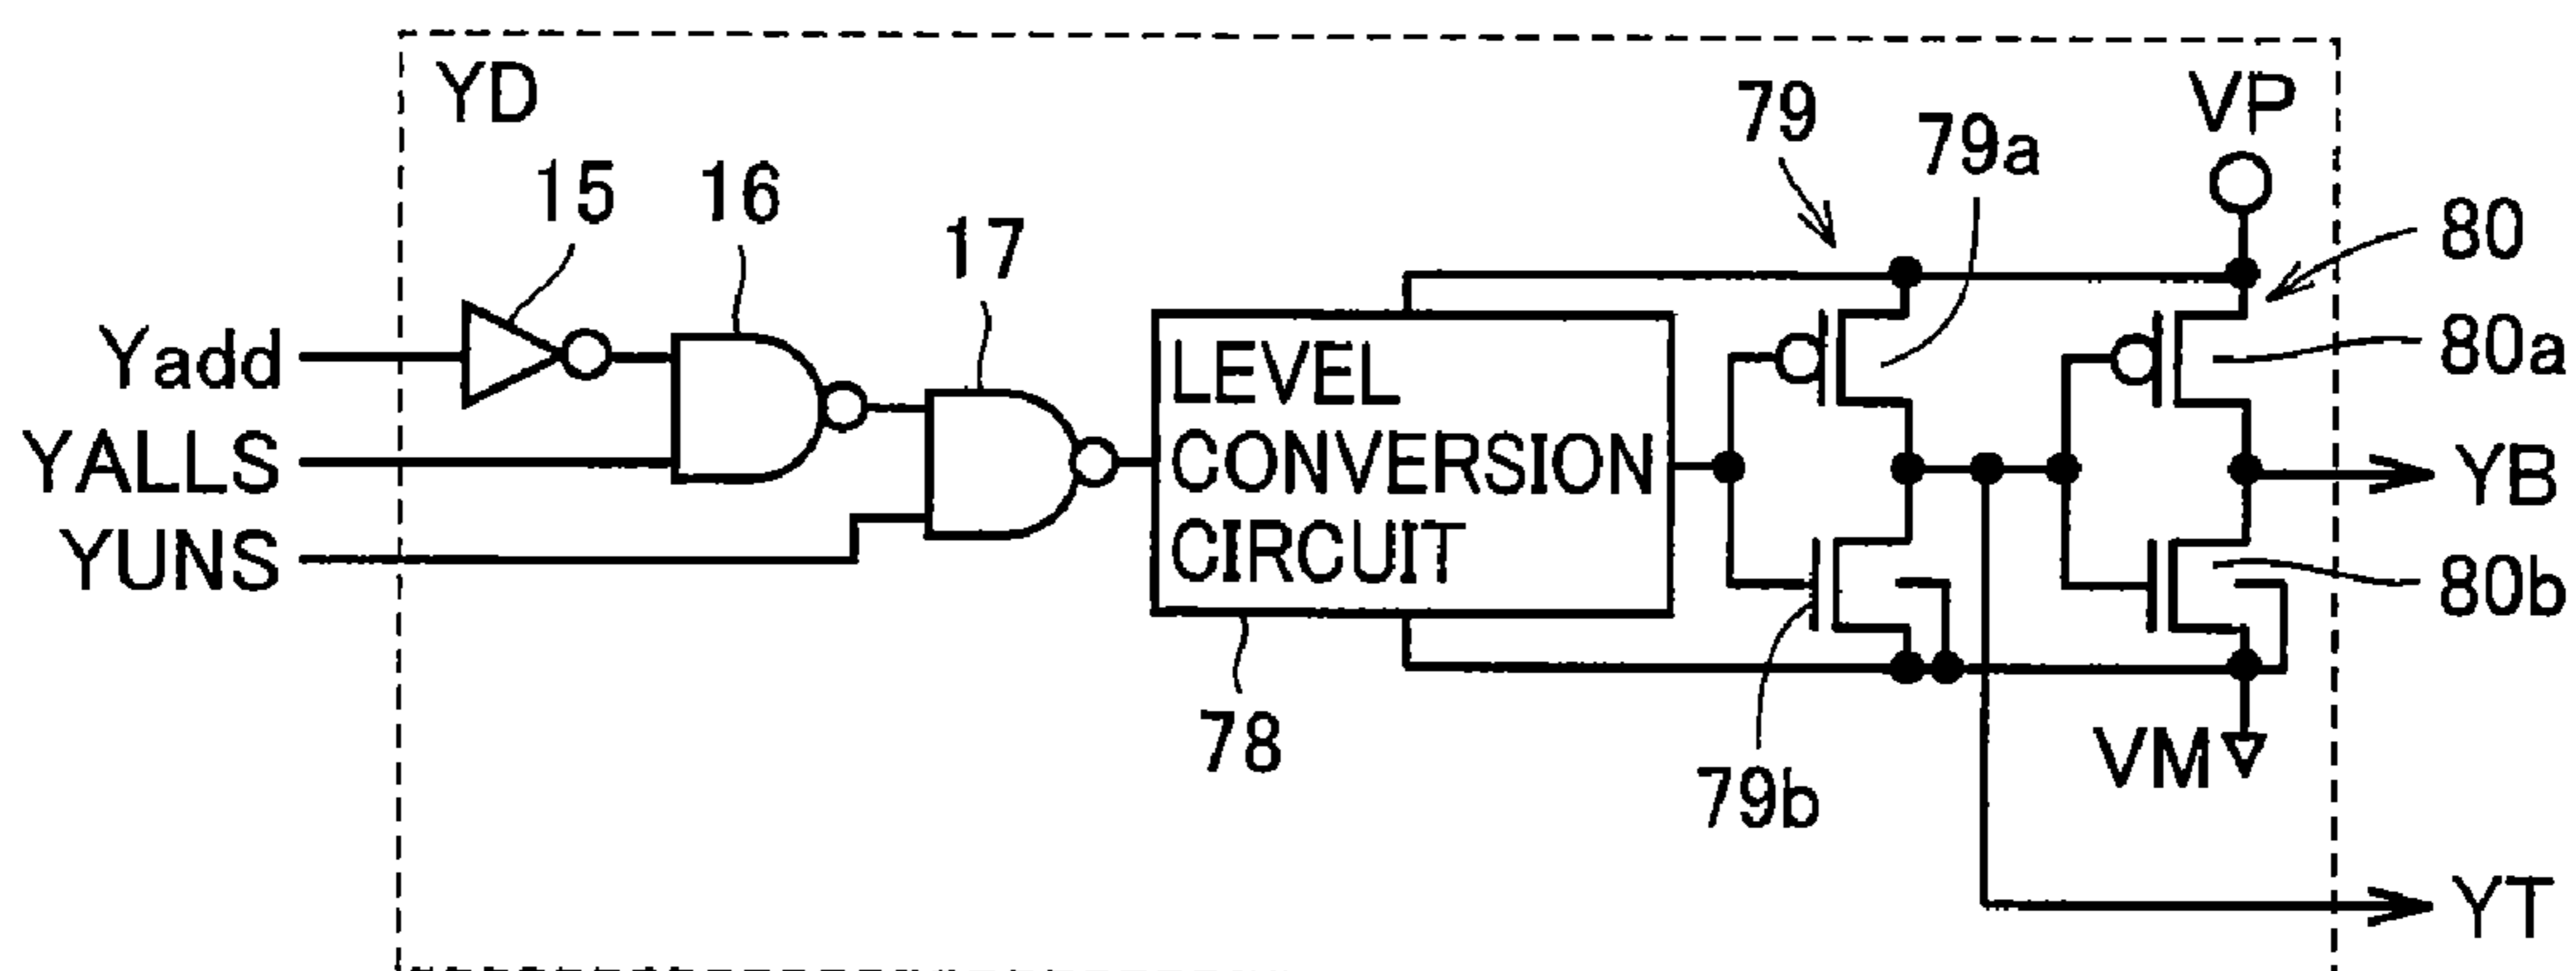 YD
VP
79
79a
15
16
17
80
Yadd
80a
LEVEL
CONVERSION
CIRCUIT
YALLS
YB
YUNS
80b
78
79b
VM
YT